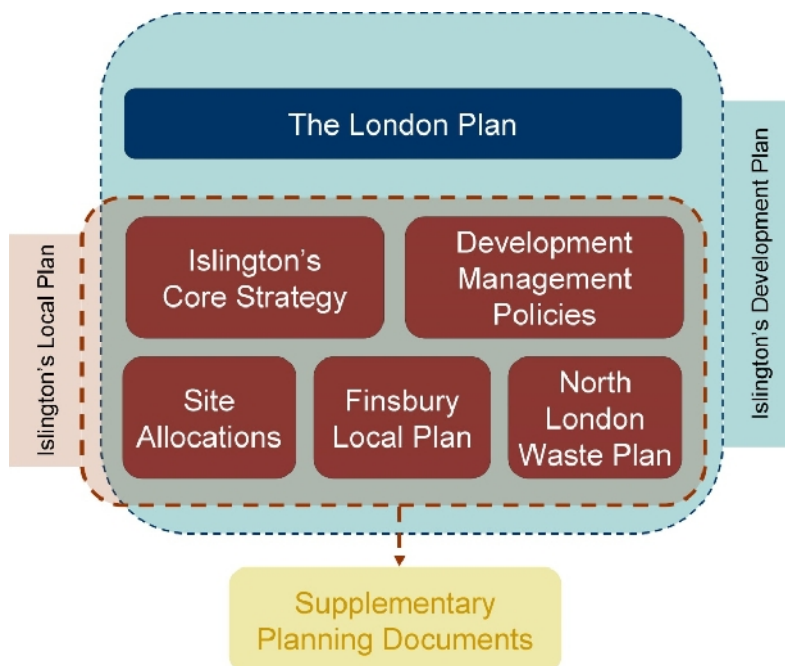 The London Plan
Islington's Local Plan
Islington's
Core Strategy
Development
Management
Policies
Islington's Development Plan
Site
Allocations
Finsbury
Local Plan
North
London
Waste Plan
Supplementary
Planning Documents